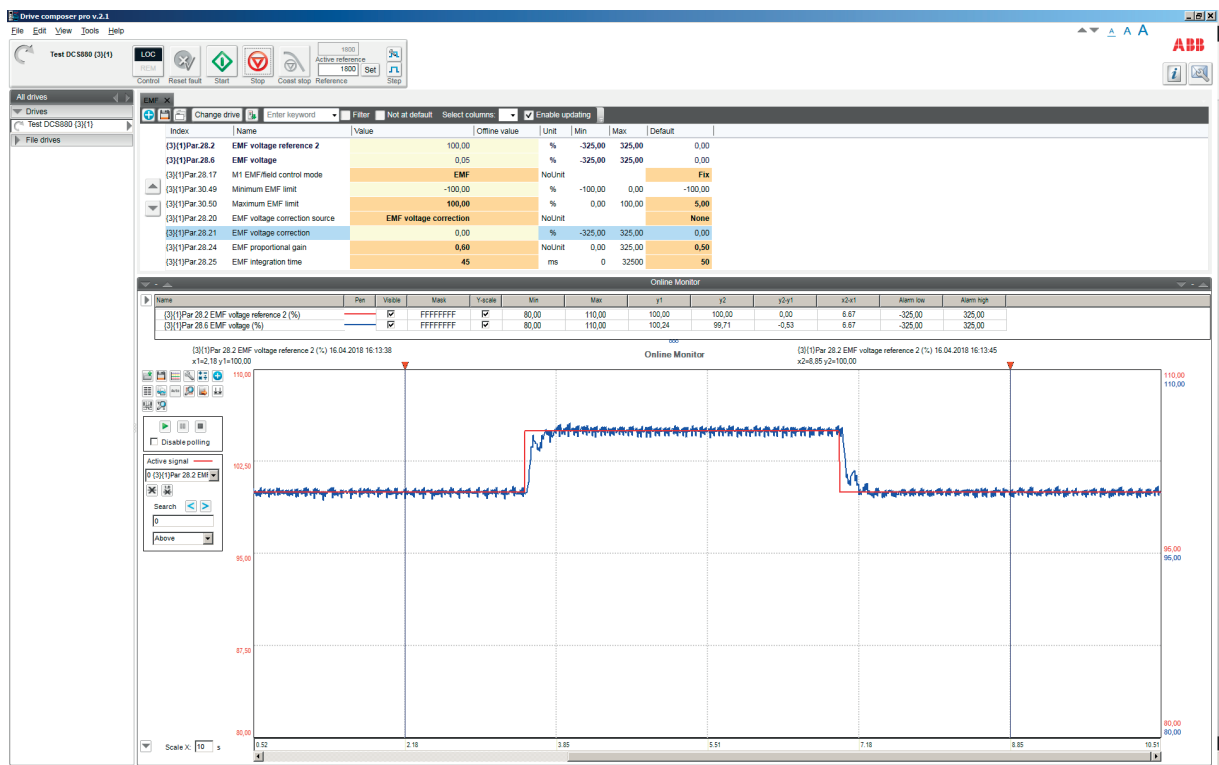 Drive composer pro v.2.1
File Edit View Tools Help
A A A
ABB
Test DCS880 {3}{1}
LOC
REM
Control Reset fault Start Stop Coast stop Reference Step
1800
Active reference
1800 Set
All drives
Drives
Test DCS880 {3}{1}
File drives
EMF X
Change drive Enter keyword Filter Not at default Select columns: Enable updating
Index Name Value Offline value Unit Min Max Default
{3}{1}Par.28.2 EMF voltage reference 2 100,00 % -325,00 325,00 0,00
{3}{1}Par.28.6 EMF voltage 0,05 % -325,00 325,00 0,00
{3}{1}Par.28.17 M1 EMF/field control mode EMF NoUnit Fix
{3}{1}Par.30.49 Minimum EMF limit -100,00 % -100,00 0,00 -100,00
{3}{1}Par.30.50 Maximum EMF limit 100,00 % 0,00 100,00 5,00
{3}{1}Par.28.20 EMF voltage correction source EMF voltage correction NoUnit None
{3}{1}Par.28.21 EMF voltage correction 0,00 % -325,00 325,00 0,00
{3}{1}Par.28.24 EMF proportional gain 0,60 NoUnit 0,00 325,00 0,50
{3}{1}Par.28.25 EMF integration time 45 ms 0 32500 50
Online Monitor
Name Pen Visible Mask Y-scale Min Max y1 y2 y2-y1 x2-x1 Alarm low Alarm high
{3}{1}Par 28.2 EMF voltage reference 2 (%) FFFFFFFF 80,00 110,00 100,00 100,00 0,00 6.67 -325,00 325,00
{3}{1}Par 28.6 EMF voltage (%) FFFFFFFF 80,00 110,00 100,24 99,71 -0,53 6.67 -325,00 325,00
{3}{1}Par 28.2 EMF voltage reference 2 (%) 16.04.2018 16:13:38
x1=2,18 y1=100,00
Online Monitor
{3}{1}Par 28.2 EMF voltage reference 2 (%) 16.04.2018 16:13:45
x2=8,85 y2=100,00
Auto
Disable polling
Active signal
0 {3}{1}Par 28.2 EMF
Search < >
0
Above
110,00
102,50
95,00
87,50
80,00
110,00
110,00
95,00
95,00
80,00
80,00
Scale X: 10 s
0.52 2.18 3.85 5.51 7.18 8.85 10.51